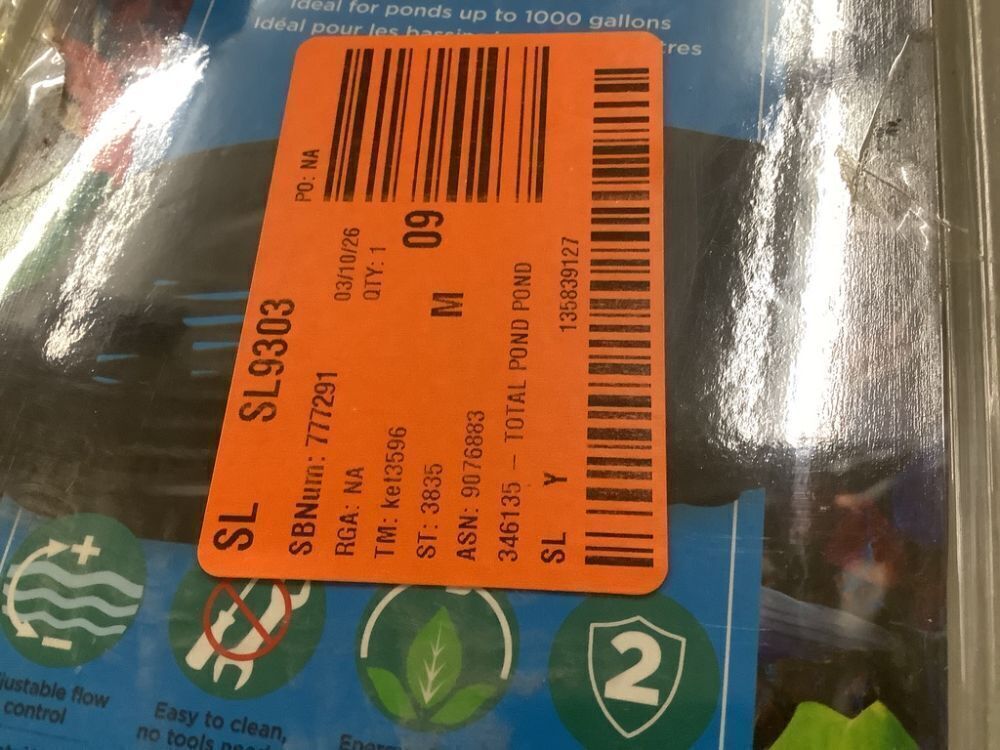 Ideal for ponds up to 1000 gallons
Idéal pour les
tres
SL SL9303
SBNum: 777291
RGA: NA
03/10/26
PO: NA
TM: ket3596
QTY: 1
ST: 3835
M 09
ASN: 9076883
346135 – TOTAL POND POND
SL Y
135839127
+
-
2
justable flow
control
Easy to clean,
no tools